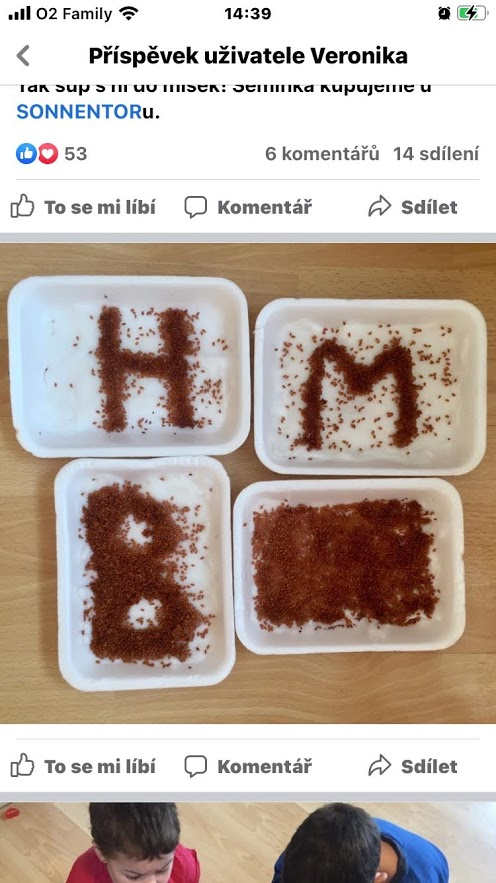 O2 Family 14:39
Příspěvek uživatele Veronika
Tak šup s ní do misek! Semínka kupujeme u
SONNENTORu.
53 6 komentářů 14 sdílení
To se mi líbí Komentář Sdílet
H M
B
To se mi líbí Komentář Sdílet